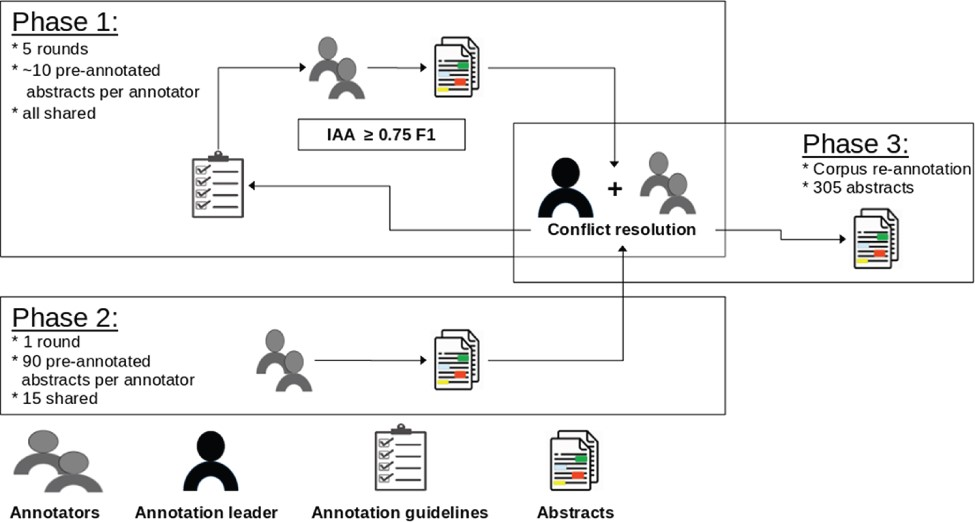 Phase 1:
* 5 rounds
* ~10 pre-annotated
abstracts per annotator
* all shared
IAA ≥ 0.75 F1
Phase 3:
* Corpus re-annotation
* 305 abstracts
+
Conflict resolution
Phase 2:
* 1 round
* 90 pre-annotated
abstracts per annotator
* 15 shared
Annotators
Annotation leader
Annotation guidelines
Abstracts